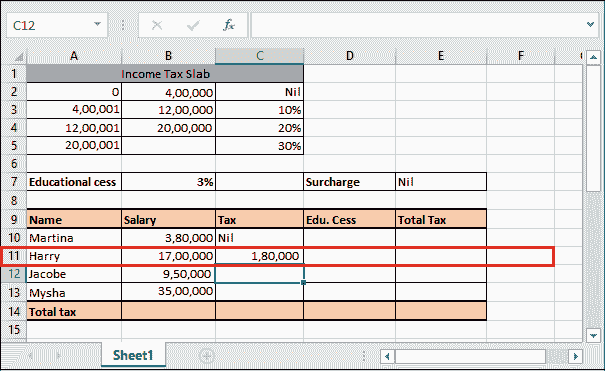 C12 fx
A B C D E F
1 Income Tax Slab
2 0 4,00,000 Nil
3 4,00,001 12,00,000 10%
4 12,00,001 20,00,000 20%
5 20,00,001 30%
6
7 Educational cess 3% Surcharge Nil
8
9 Name Salary Tax Edu. Cess Total Tax
10 Martina 3,80,000 Nil
11 Harry 17,00,000 1,80,000
12 Jacobe 9,50,000
13 Mysha 35,00,000
14 Total tax
15
Sheet1